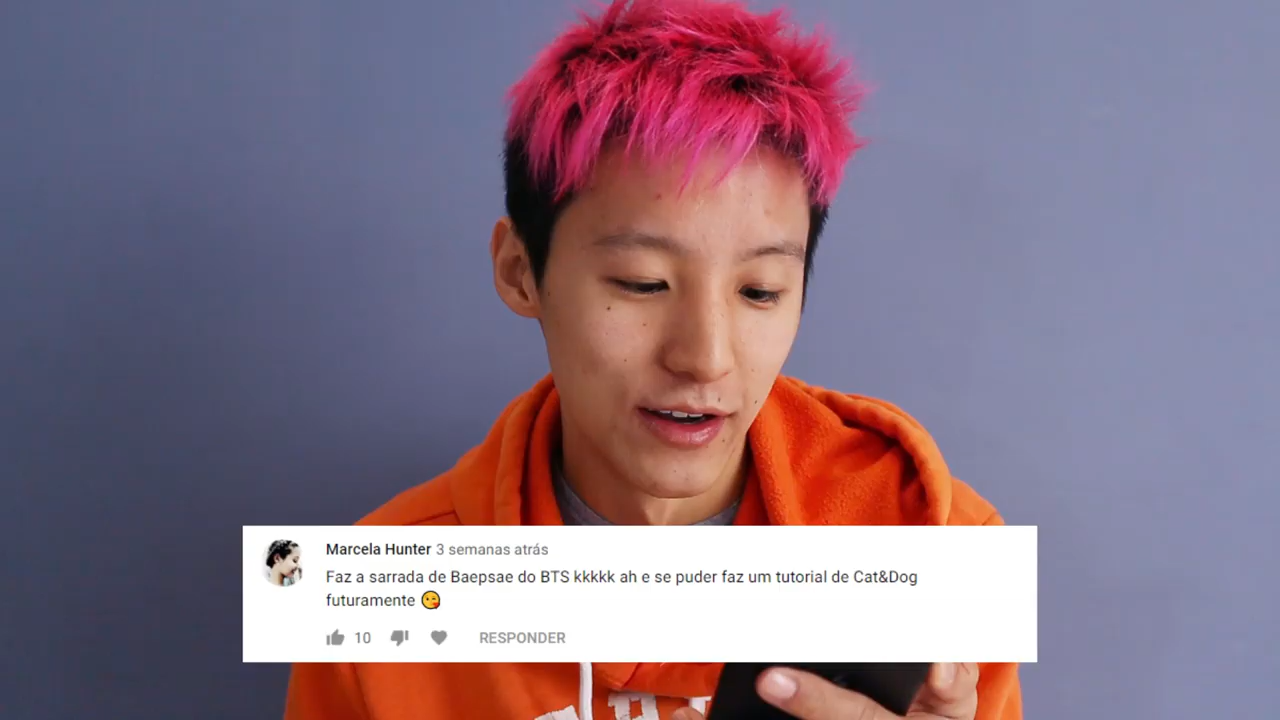 Marcela Hunter 3 semanas atrás
Faz a sarrada de Baepsae do BTS kkkkk ah e se puder faz um tutorial de Cat&Dog
futuramente 😘
10 RESPONDER